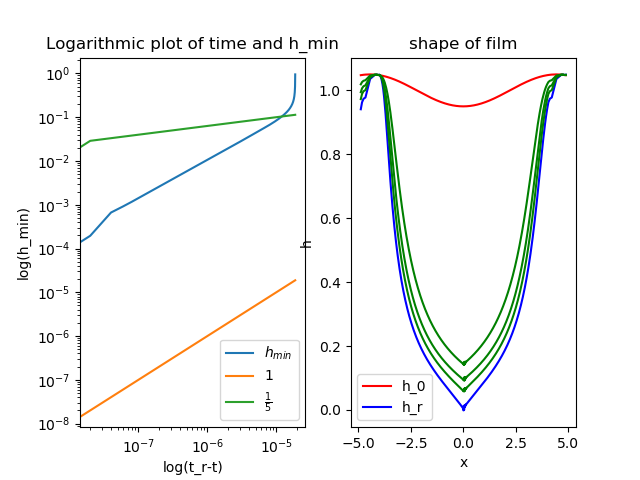 Logarithmic plot of time and h_min
10⁰
10⁻¹
10⁻²
10⁻³
10⁻⁴
10⁻⁵
10⁻⁶
10⁻⁷
10⁻⁸
log(h_min)
h_min
1
1/5
10⁻⁷
10⁻⁶
10⁻⁵
log(t_r-t)
shape of film
1.0
0.8
0.6
0.4
0.2
0.0
h
h_0
h_r
−5.0
−2.5
0.0
2.5
5.0
x